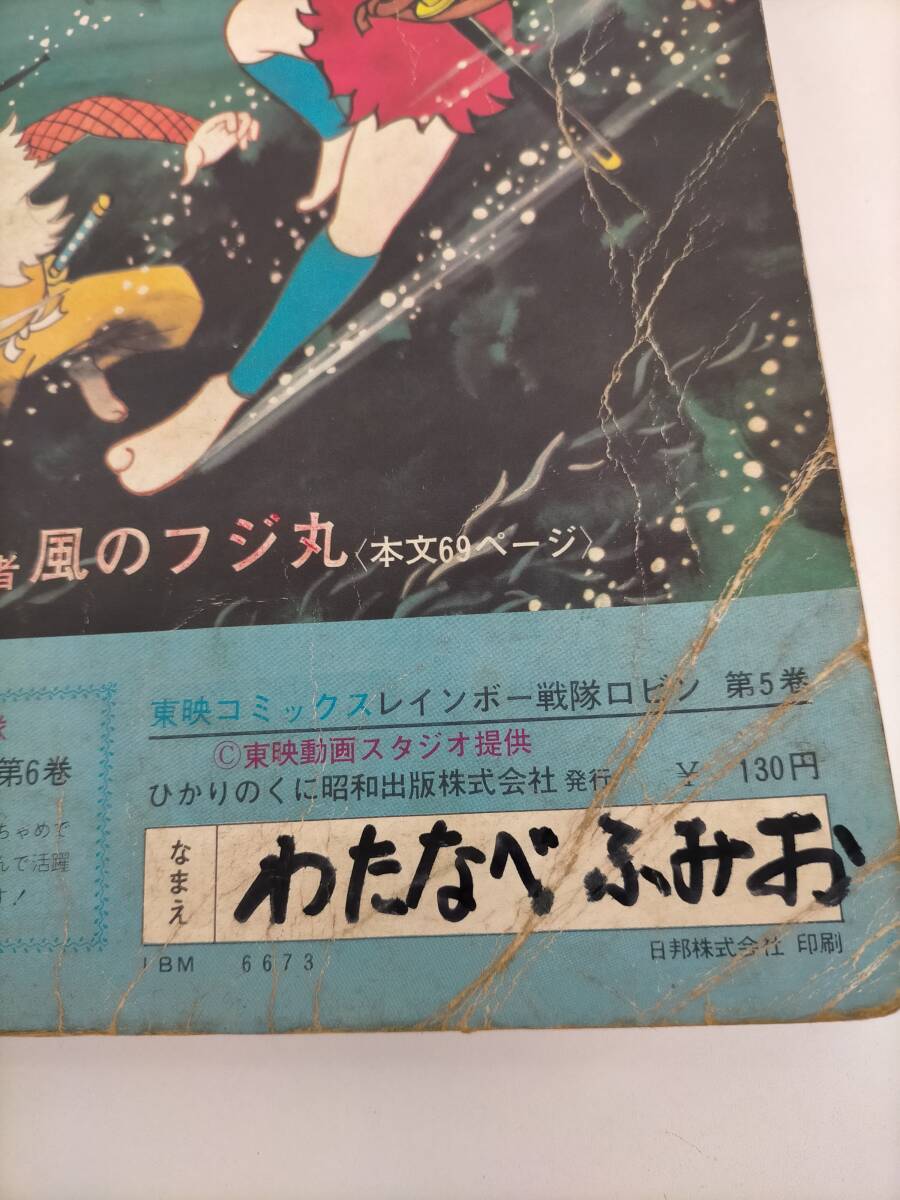 者 風のフジ丸〈本文69ページ〉
第6巻
ちゃめで
んで活躍
す!
東映コミックスレインボー戦隊ロビン 第5巻
©東映動画スタジオ提供
ひかりのくに昭和出版株式会社 発行 ¥ 130円
なまえ わたなべ ふみお
IBM 6673
日邦株式会社 印刷